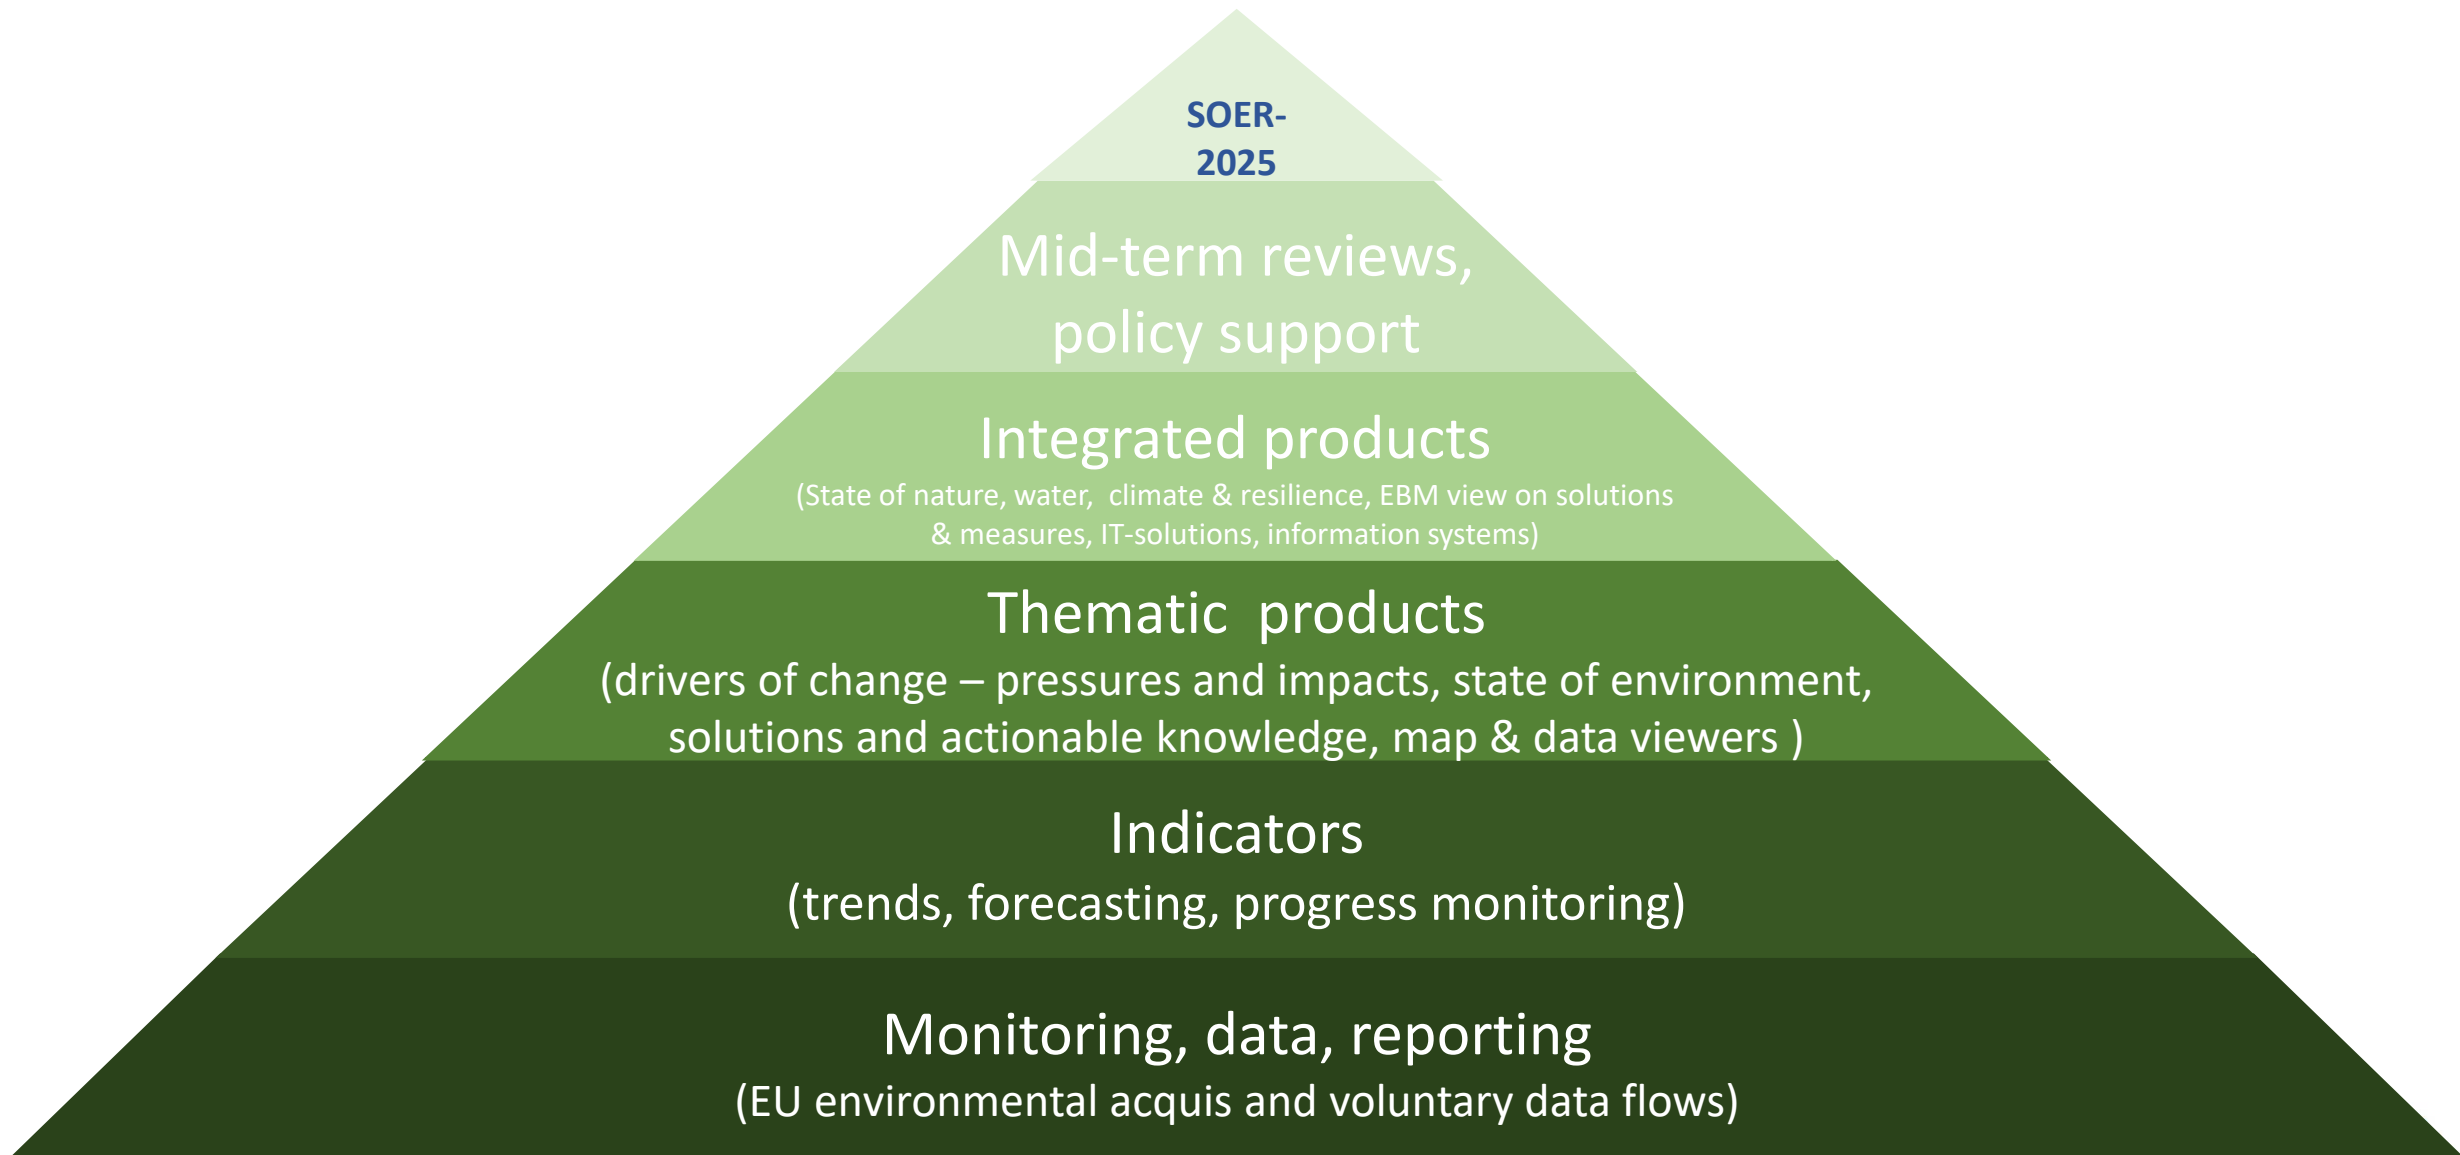 SOER-
2025
Mid-term reviews,
policy support
Integrated products
(State of nature, water,  climate & resilience, EBM view on solutions
& measures, IT-solutions, information systems)
Thematic  products
(drivers of change – pressures and impacts, state of environment,
solutions and actionable knowledge, map & data viewers )
Indicators
(trends, forecasting, progress monitoring)
Monitoring, data, reporting
(EU environmental acquis and voluntary data flows)